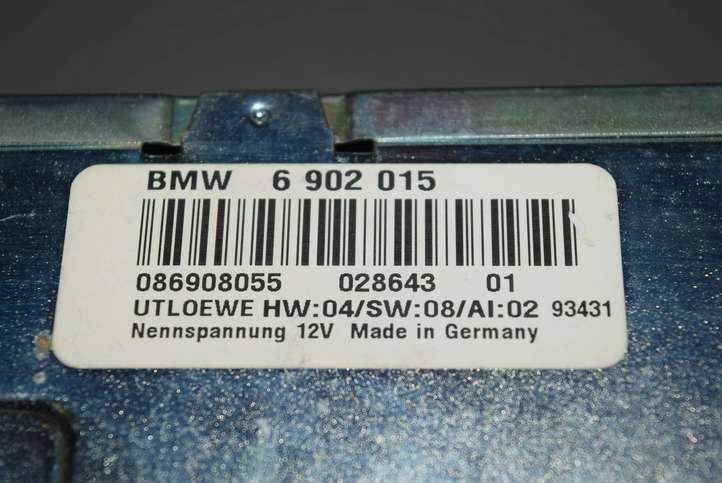 BMW 6 902 015
086908055 028643 01
UTLOEWE HW:04/SW:08/AI:02 93431
Nennspannung 12V Made in Germany